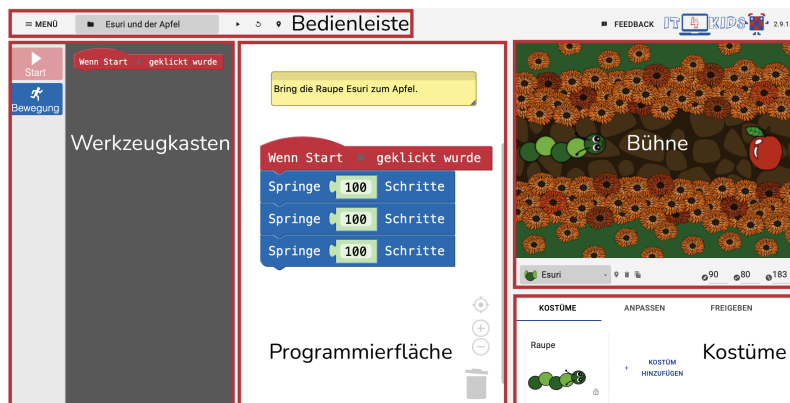 MENÜ
Esuri und der Apfel
Bedienleiste
FEEDBACK
IT4KIDS
2.9.1
Start
Bewegung
Wenn Start geklickt wurde
Werkzeugkasten
Bring die Raupe Esuri zum Apfel.
Wenn Start geklickt wurde
Springe 100 Schritte
Springe 100 Schritte
Springe 100 Schritte
Programmierfläche
Bühne
Esuri
90
80
183
KOSTÜME
ANPASSEN
FREIGEBEN
Raupe
KOSTÜM
HINZUFÜGEN
Kostüme